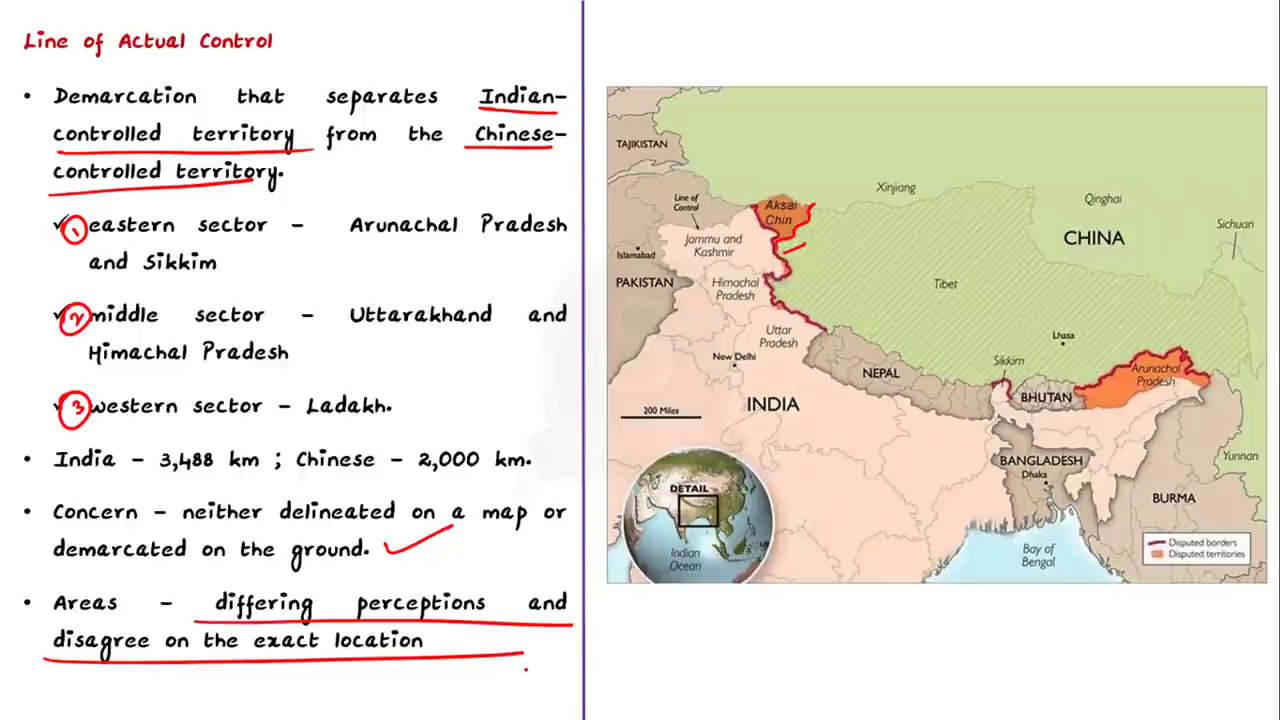 Line of Actual Control
• Demarcation that separates Indian-
controlled territory from the Chinese-
controlled territory.
✓ 1 eastern sector – Arunachal Pradesh
and Sikkim
✓ 2 middle sector – Uttarakhand and
Himachal Pradesh
✓ 3 western sector – Ladakh.
• India – 3,488 km ; Chinese – 2,000 km.
• Concern – neither delineated on a map or
demarcated on the ground.
• Areas – differing perceptions and
disagree on the exact location
TAJIKISTAN
Line of
Control
Aksai
Chin
Xinjiang
Qinghai
Sichuan
CHINA
Jammu and
Kashmir
Islamabad
PAKISTAN
Himachal
Pradesh
Tibet
Uttar
Pradesh
New Delhi
Lhasa
NEPAL
Sikkim
BHUTAN
Arunachal
Pradesh
200 Miles
INDIA
BANGLADESH
Dhaka
Yunnan
BURMA
DETAIL
Indian
Ocean
Bay of
Bengal
Disputed borders
Disputed territories